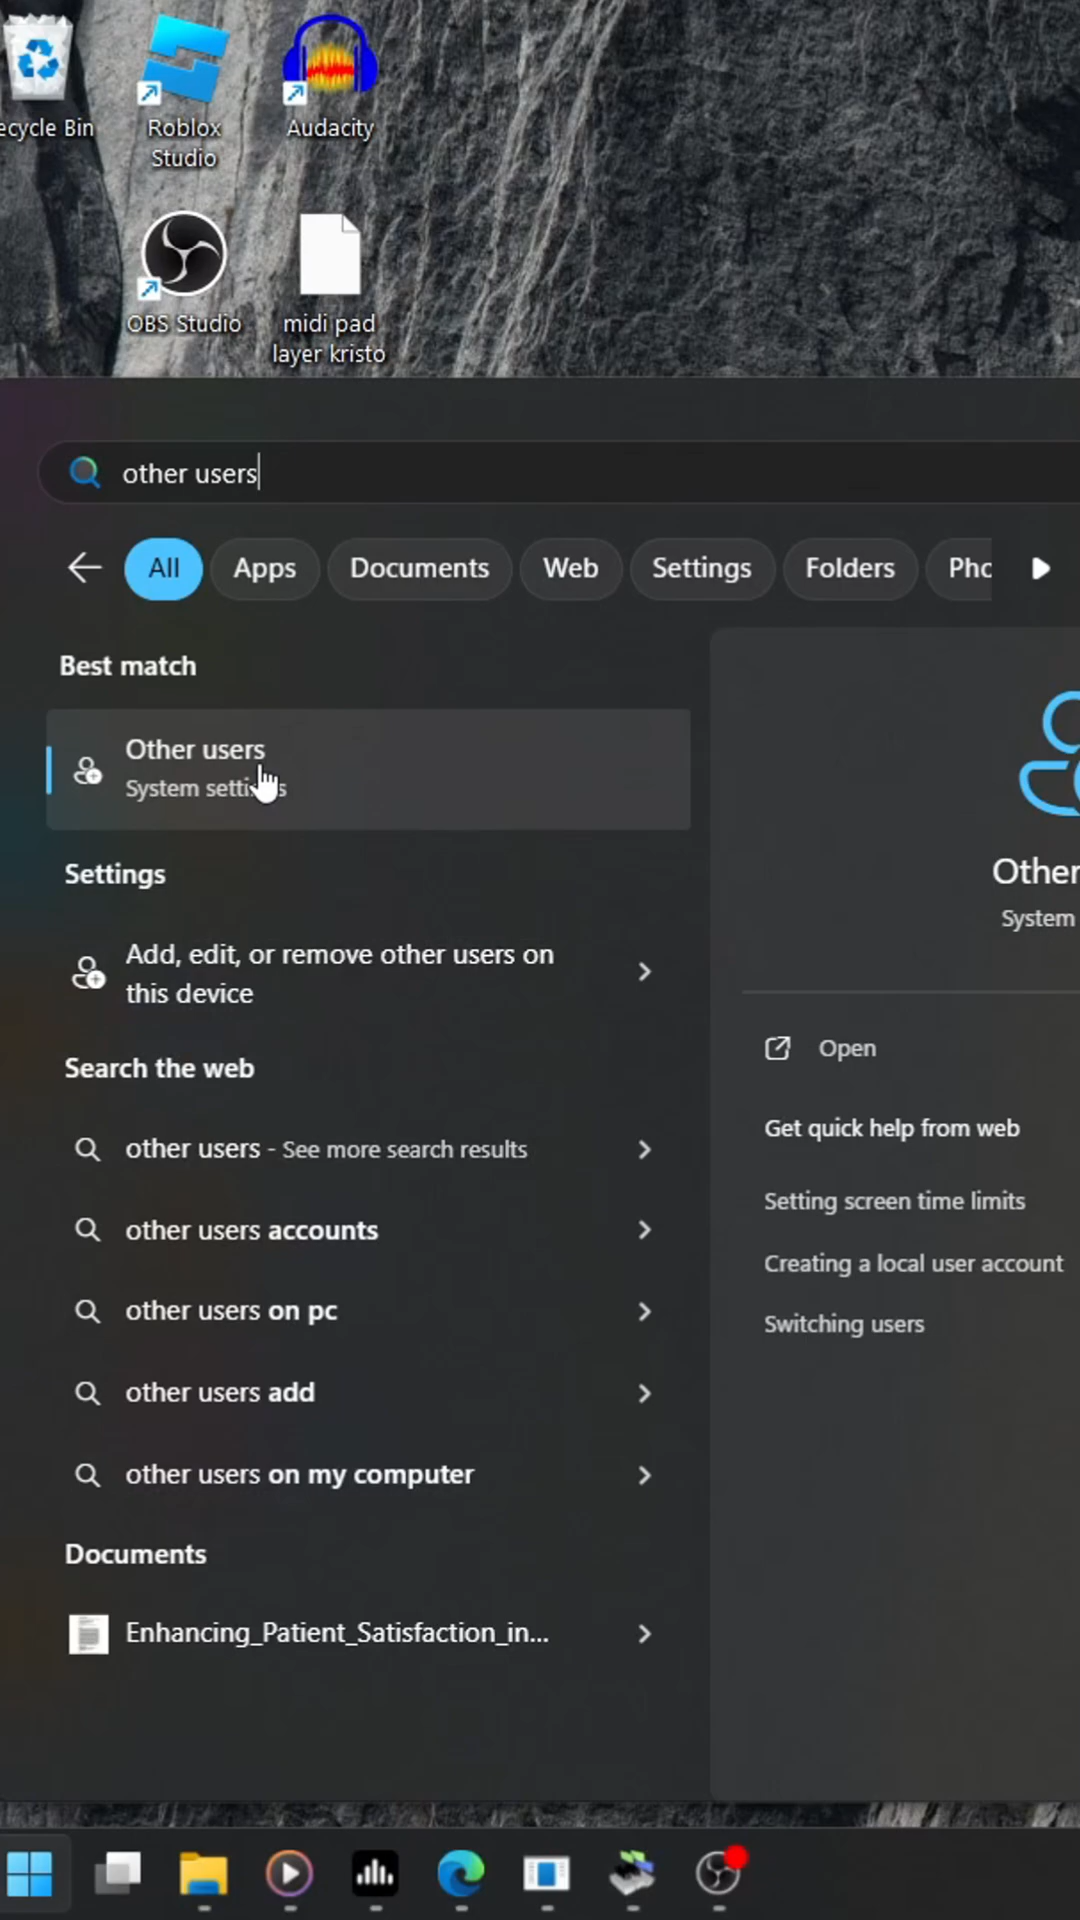 ecycle Bin
Roblox
Studio
Audacity
OBS Studio
midi pad
layer kristo
other users
All
Apps
Documents
Web
Settings
Folders
Pho
Best match
Other users
System settings
Settings
Add, edit, or remove other users on
this device
Search the web
other users - See more search results
other users accounts
other users on pc
other users add
other users on my computer
Documents
Enhancing_Patient_Satisfaction_in...
Other
System
Open
Get quick help from web
Setting screen time limits
Creating a local user account
Switching users